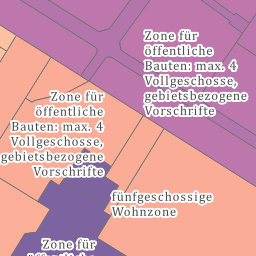 Zone für
öffentliche
Bauten: max. 4
Vollgeschosse,
gebietsbezogene
Vorschrifte
Zone für
öffentliche
Bauten: max. 4
Vollgeschosse,
gebietsbezogene
Vorschrifte
fünfgeschossige
Wohnzone
Zone für